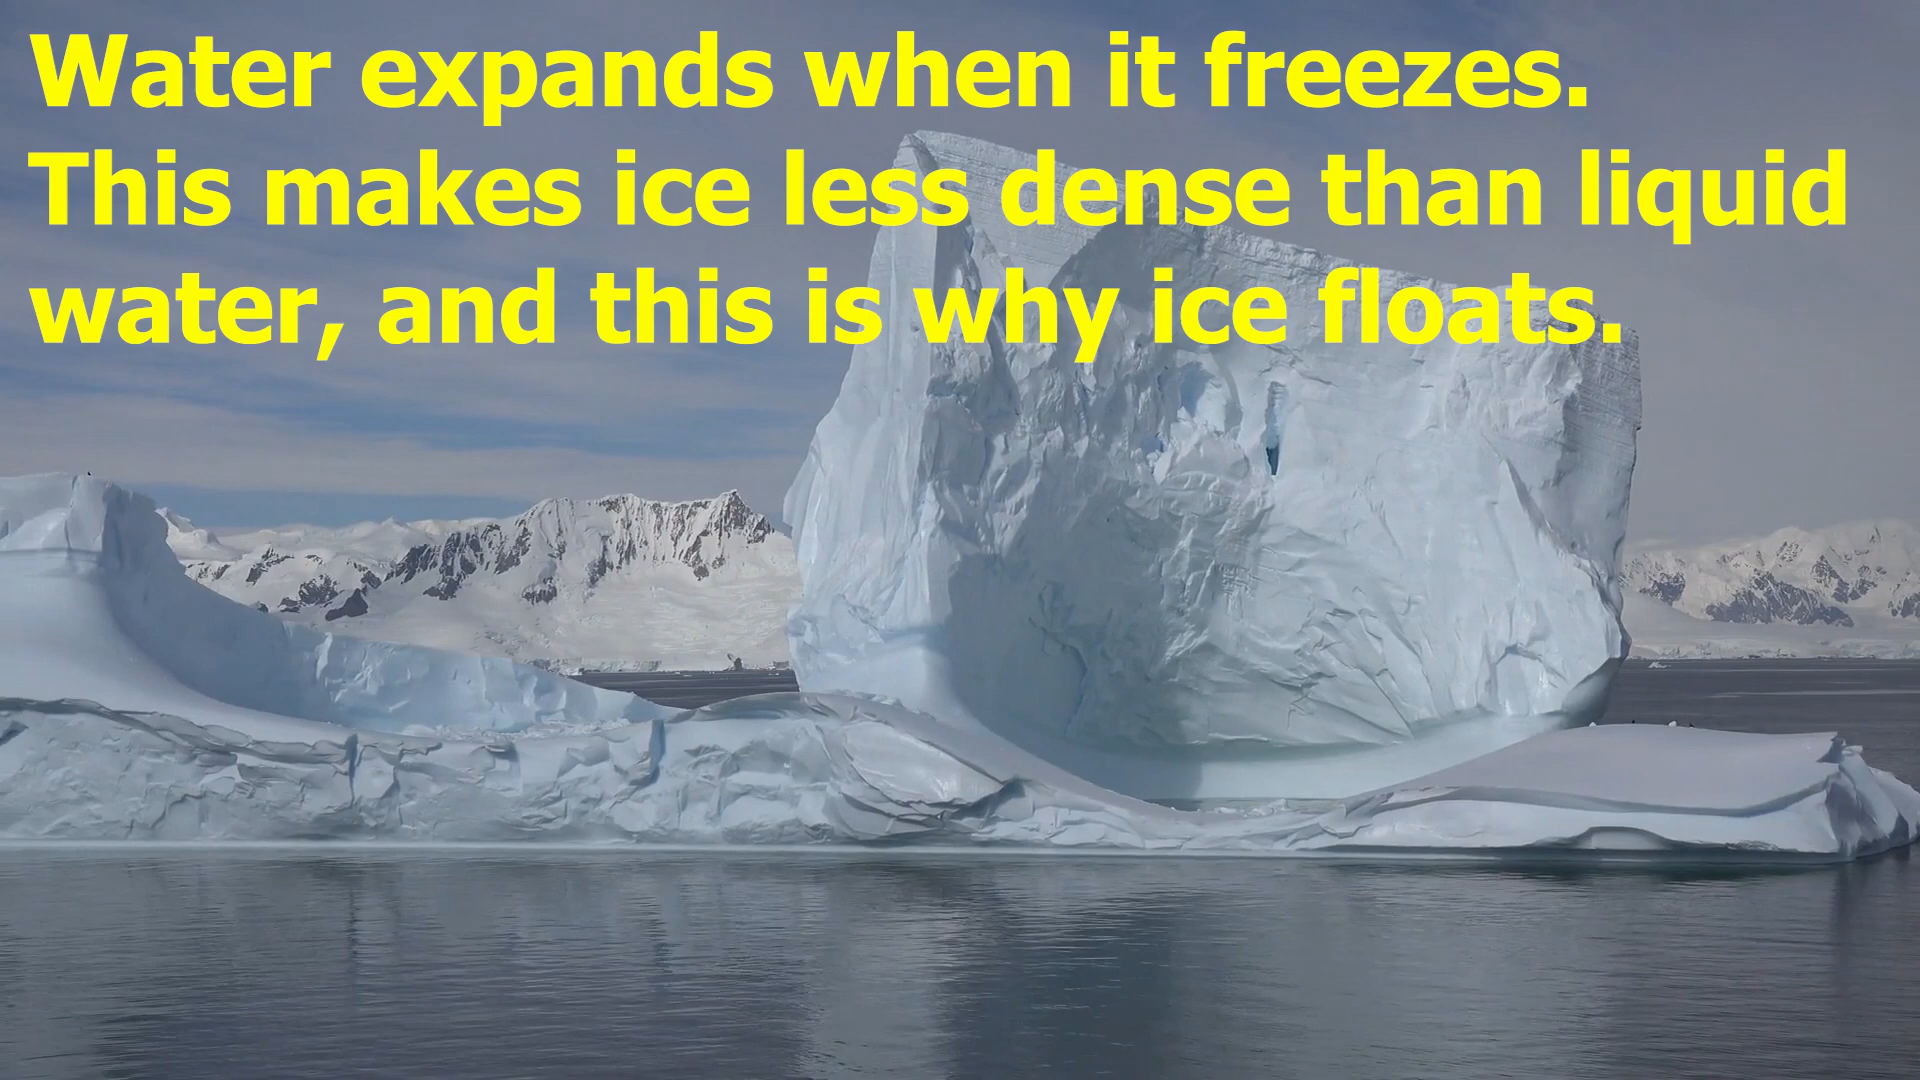 Water expands when it freezes.
This makes ice less dense than liquid
water, and this is why ice floats.